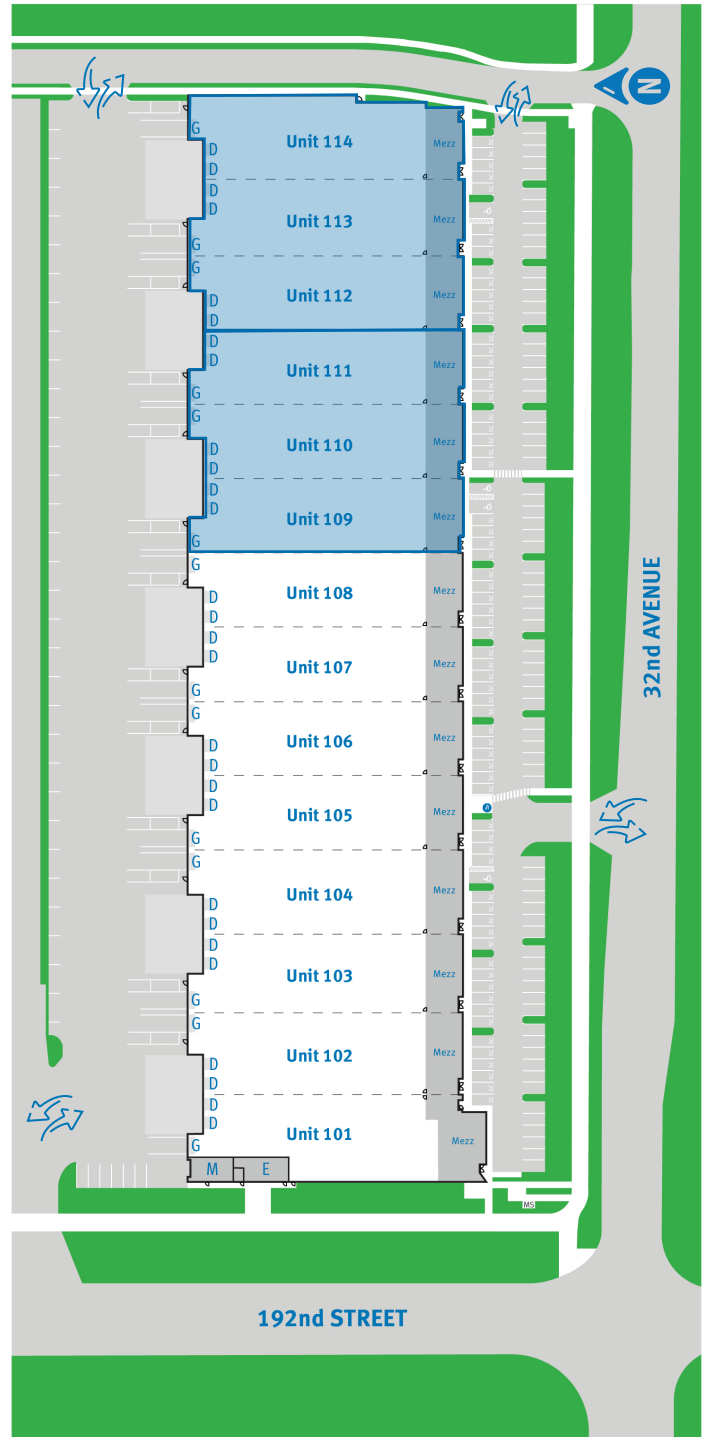 N
G
Unit 114
Mezz
D
D
D
D
Unit 113
Mezz
G
G
Unit 112
Mezz
D
D
D
D
Unit 111
Mezz
G
G
Unit 110
Mezz
D
D
D
D
Unit 109
Mezz
G
G
Unit 108
Mezz
D
D
D
D
Unit 107
Mezz
G
G
Unit 106
Mezz
D
D
D
D
Unit 105
Mezz
G
G
Unit 104
Mezz
D
D
D
D
Unit 103
Mezz
G
G
Unit 102
Mezz
D
D
D
D
Unit 101
Mezz
G
M
E
MS
32nd AVENUE
192nd STREET